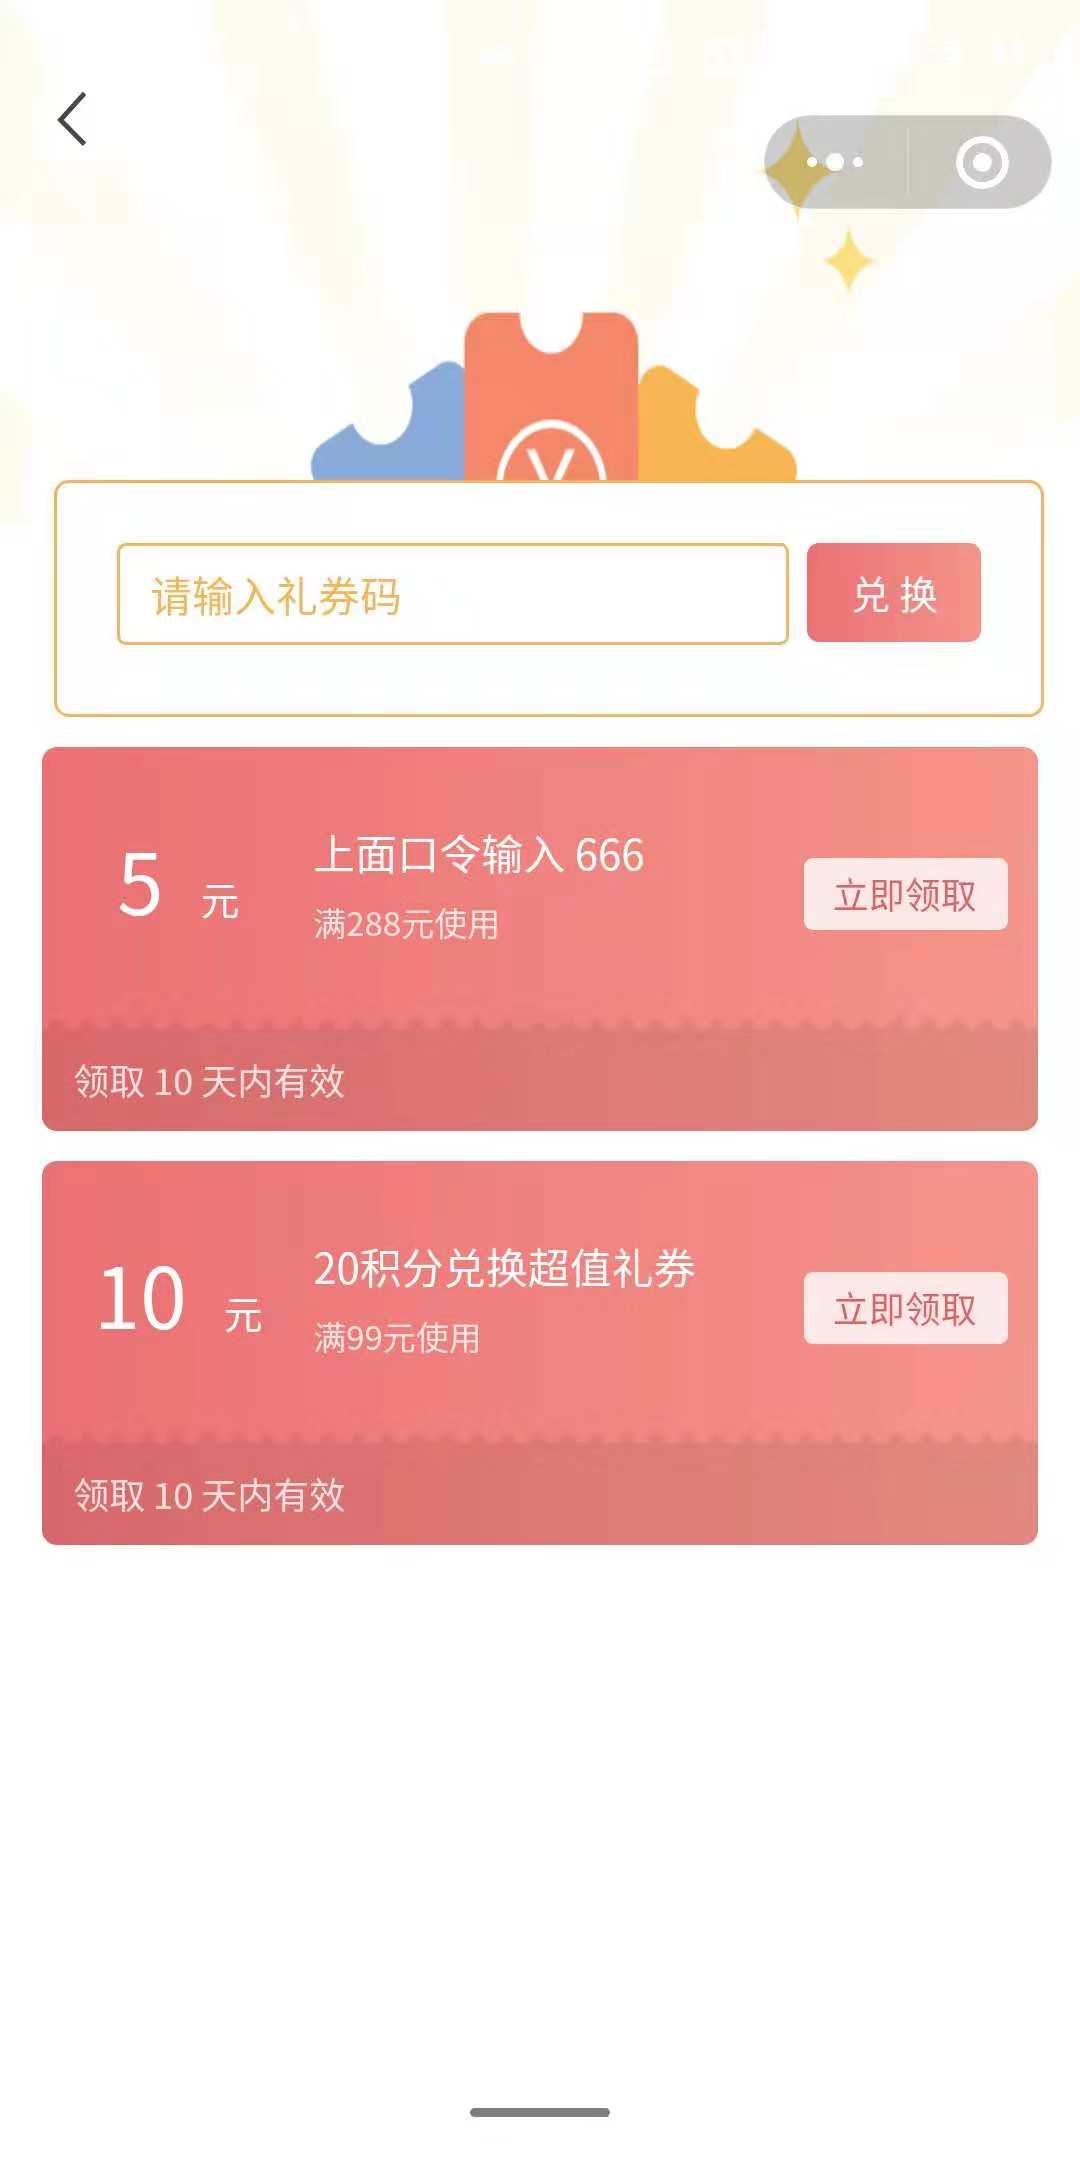 请输入礼券码
兑 换
5 元
上面口令输入 666
满288元使用
立即领取
领取 10 天内有效
10 元
20积分兑换超值礼券
满99元使用
立即领取
领取 10 天内有效